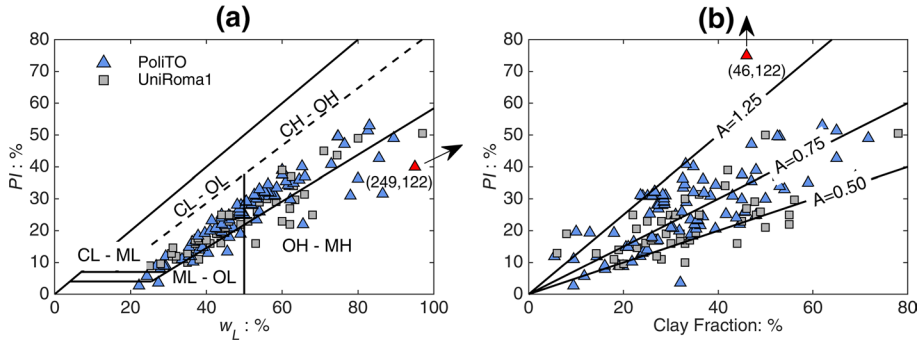 (a)
80
70
60
50
40
30
20
10
0
PI : %
PoliTO
UniRoma1
CH - OH
CL - OL
(249,122)
CL - ML
ML - OL
OH - MH
0 20 40 60 80 100
w_L : %
(b)
80
70
60
50
40
30
20
10
0
PI : %
(46,122)
A=1.25
A=0.75
A=0.50
0 20 40 60 80
Clay Fraction: %